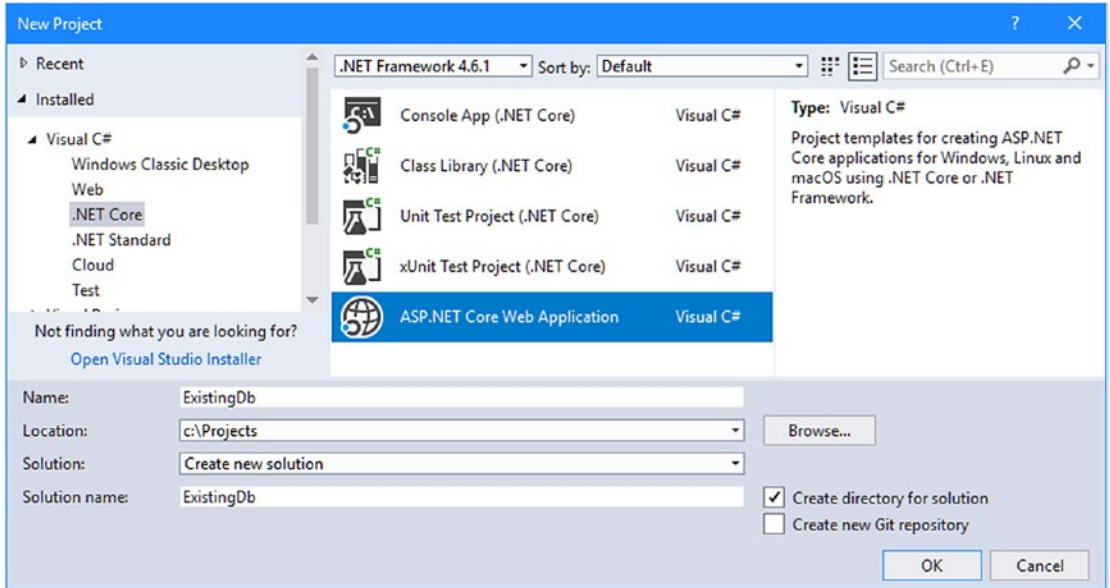 New Project
?
Recent
.NET Framework 4.6.1
Sort by:
Default
Search (Ctrl+E)
Installed
Visual C#
Windows Classic Desktop
Web
.NET Core
.NET Standard
Cloud
Test
Not finding what you are looking for?
Open Visual Studio Installer
Console App (.NET Core)
Visual C#
Class Library (.NET Core)
Visual C#
Unit Test Project (.NET Core)
Visual C#
xUnit Test Project (.NET Core)
Visual C#
ASP.NET Core Web Application
Visual C#
Type: Visual C#
Project templates for creating ASP.NET
Core applications for Windows, Linux and
macOS using .NET Core or .NET
Framework.
Name:
ExistingDb
Location:
c:\Projects
Browse...
Solution:
Create new solution
Solution name:
ExistingDb
Create directory for solution
Create new Git repository
OK
Cancel